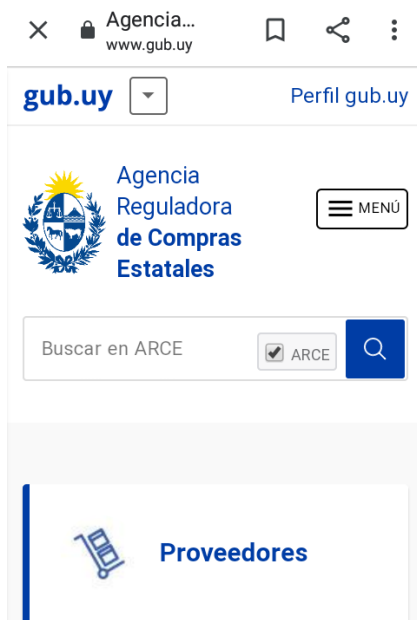 Agencia...
www.gub.uy
gub.uy
Perfil gub.uy
Agencia
Reguladora
de Compras
Estatales
MENÚ
Buscar en ARCE
ARCE
Proveedores